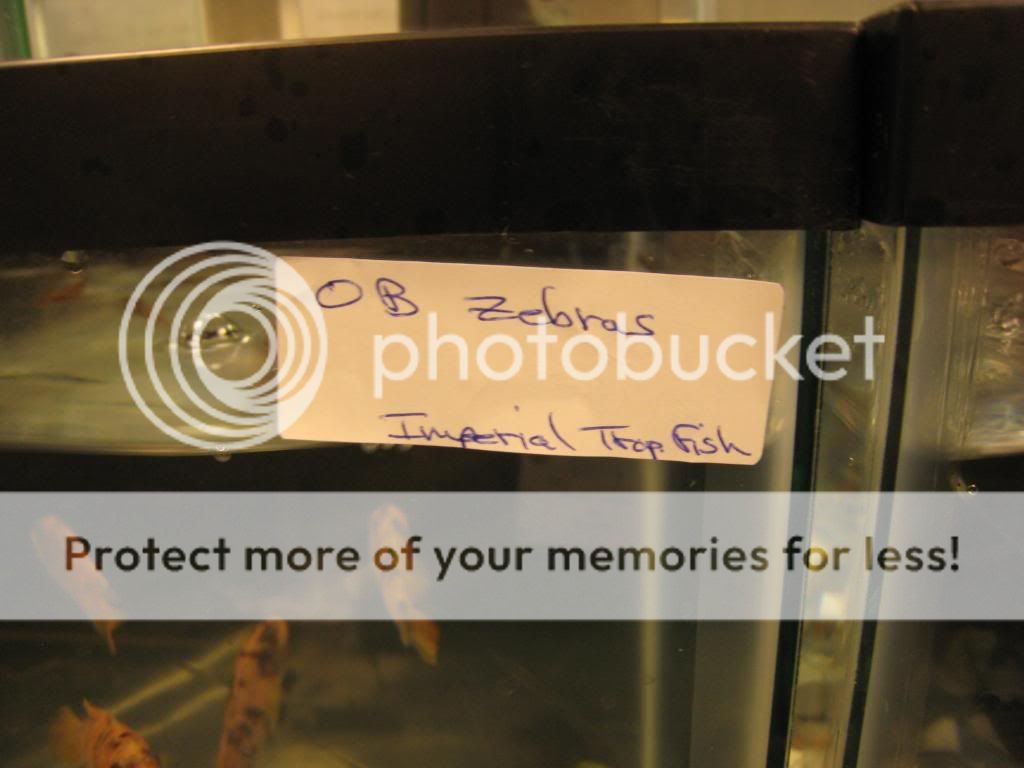 OB Zebras
photobucket
Imperial Trop. Fish
Protect more of your memories for less!